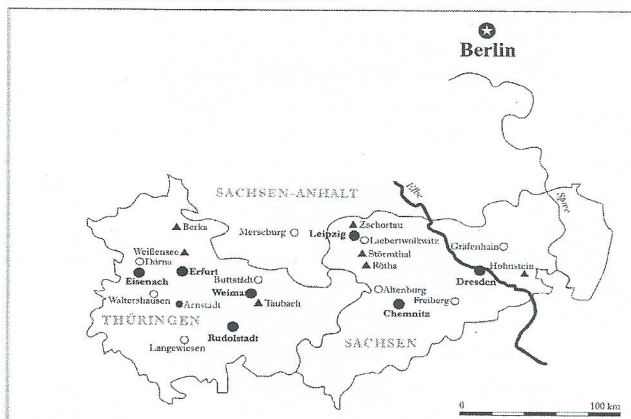 Berlin
Elbe
Spree
SACHSEN-ANHALT
Berka
Merseburg
Zschortau
Leipzig
Liebertwolkwitz
Weißensee
Störmthal
Gräfenhain
Dorna
Rötha
Hohnstein
Eisenach
Erfurt
Buttstädt
Dresden
Waltershausen
Weimar
Altenburg
Arnstadt
Taubach
Freiberg
Chemnitz
THÜRINGEN
Rudolstadt
Langewiesen
SACHSEN
0
100 km